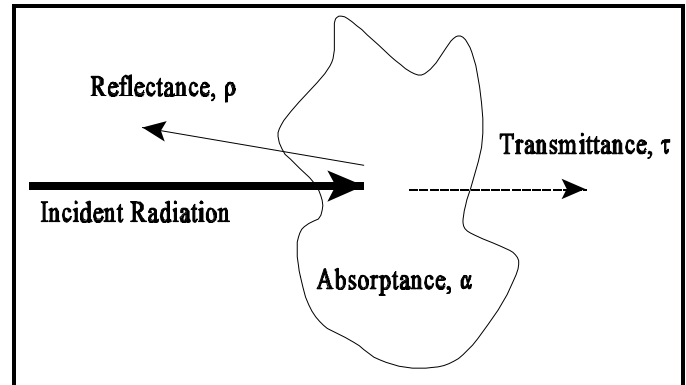 Reflectance, ρ
Transmittance, τ
Incident Radiation
Absorptance, α